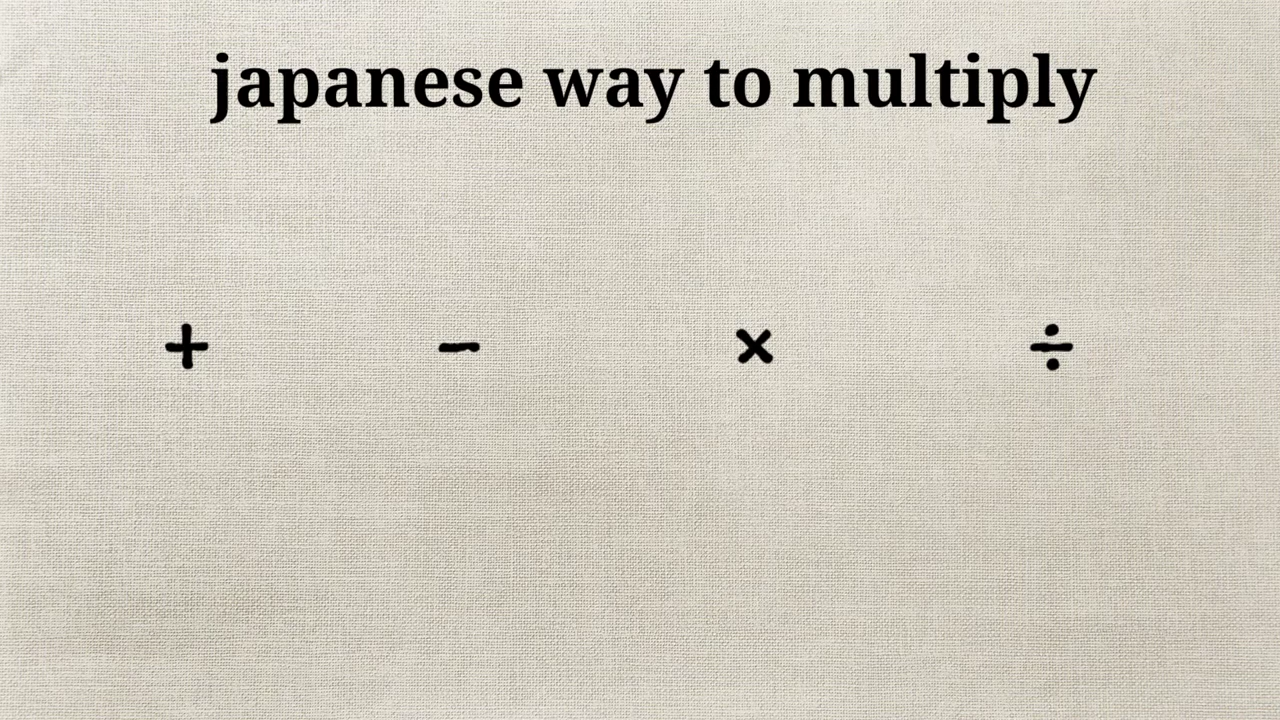 japanese way to multiply
+ − × ÷